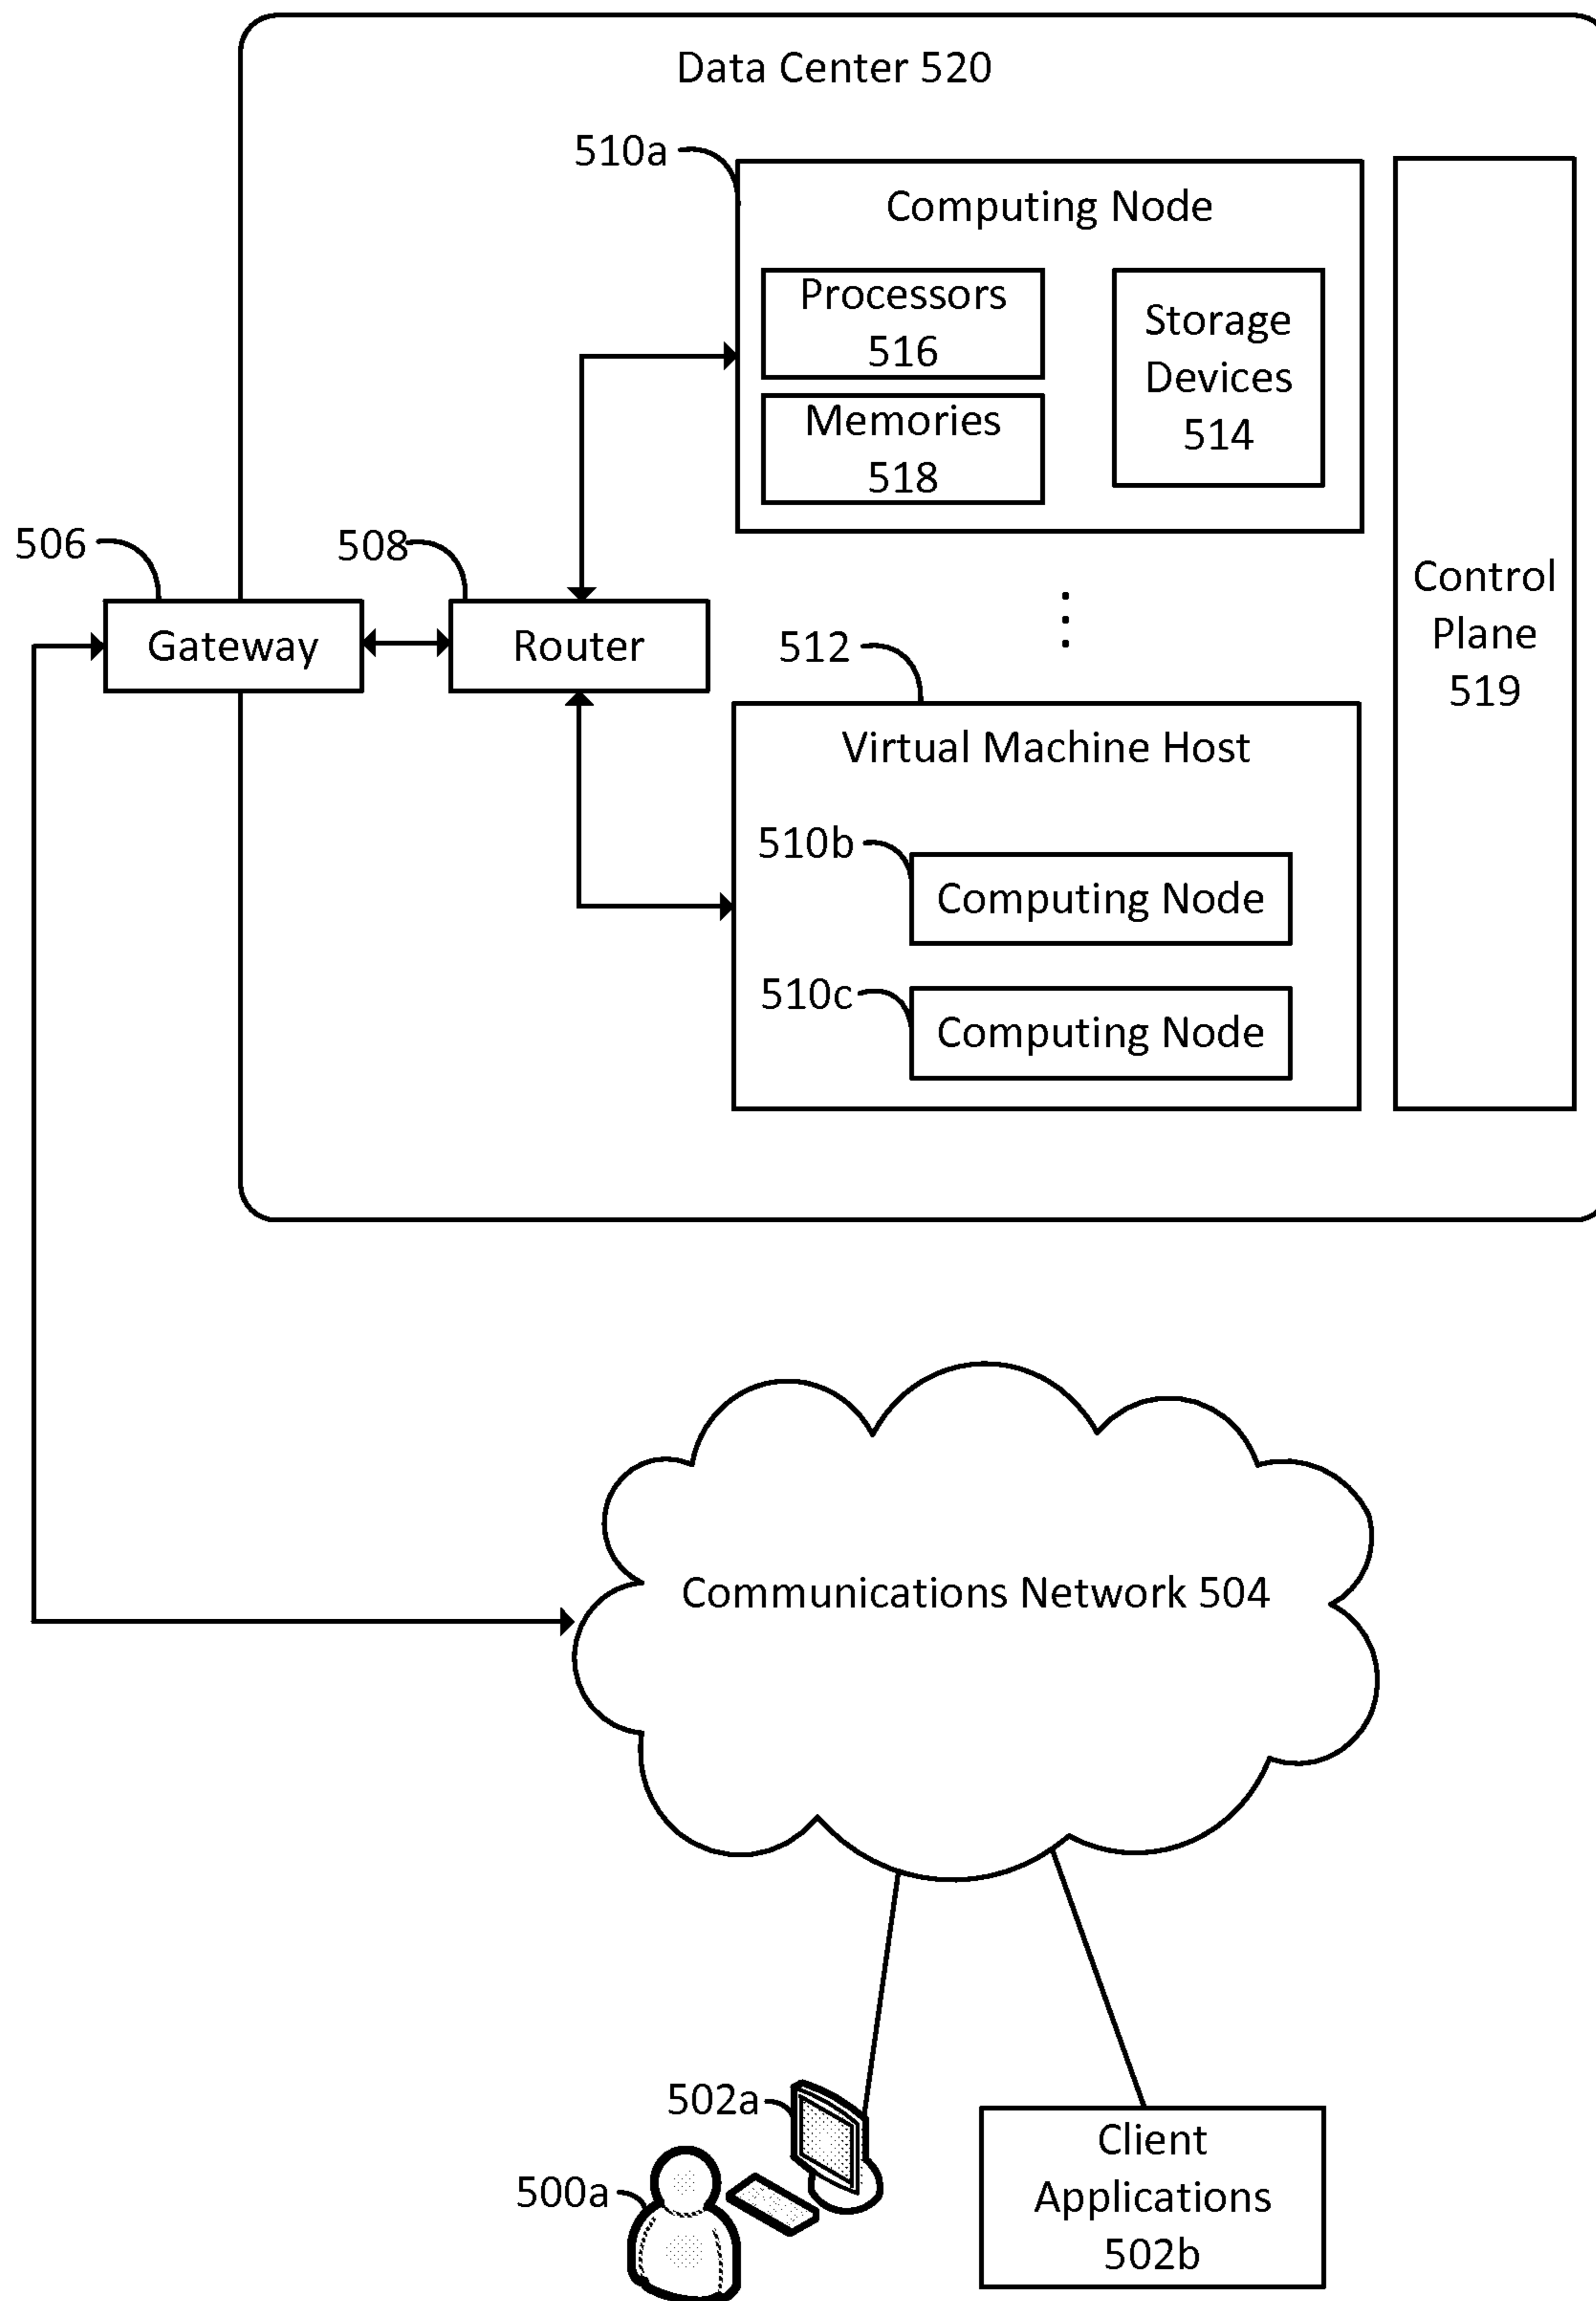 Data Center 520
510a
Computing Node
Processors
516
Storage
Devices
514
Memories
518
506
508
Gateway
Router
Control
Plane
519
512
Virtual Machine Host
510b
Computing Node
510c
Computing Node
Communications Network 504
502a
500a
Client
Applications
502b